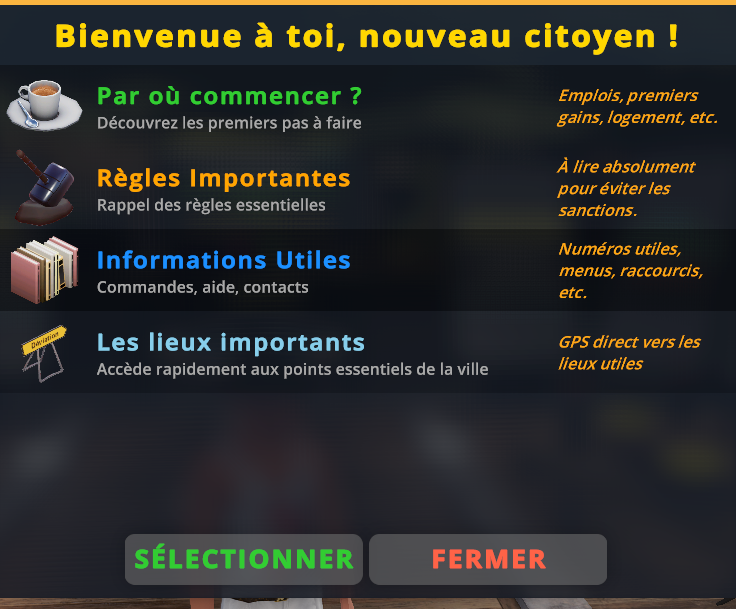 Bienvenue à toi, nouveau citoyen !
Par où commencer ?
Découvrez les premiers pas à faire
Emplois, premiers
gains, logement, etc.
Règles Importantes
Rappel des règles essentielles
À lire absolument
pour éviter les
sanctions.
Informations Utiles
Commandes, aide, contacts
Numéros utiles,
menus, raccourcis,
etc.
Déviation
Les lieux importants
Accède rapidement aux points essentiels de la ville
GPS direct vers les
lieux utiles
SÉLECTIONNER
FERMER